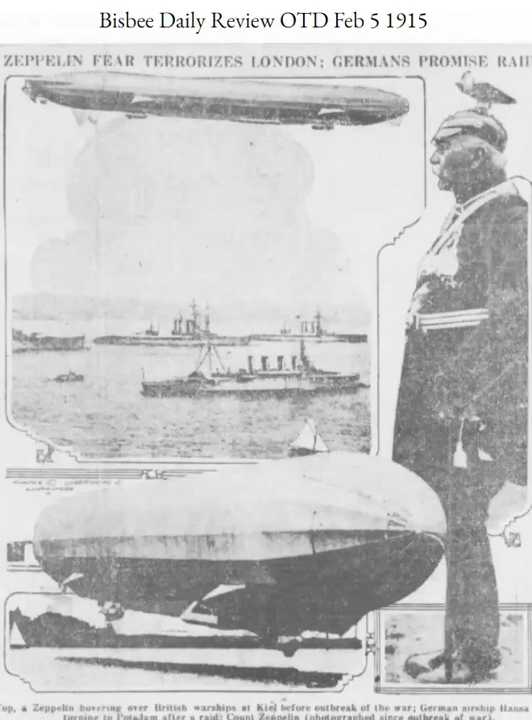 Bisbee Daily Review OTD Feb 5 1915
ZEPPELIN FEAR TERRORIZES LONDON; GERMANS PROMISE RAID
Top, a Zeppelin hovering over British warships at Kiel before outbreak of the war; German airship Hansa
turning to Potsdam after a raid; Count Zeppelin (photographed since outbreak of war).